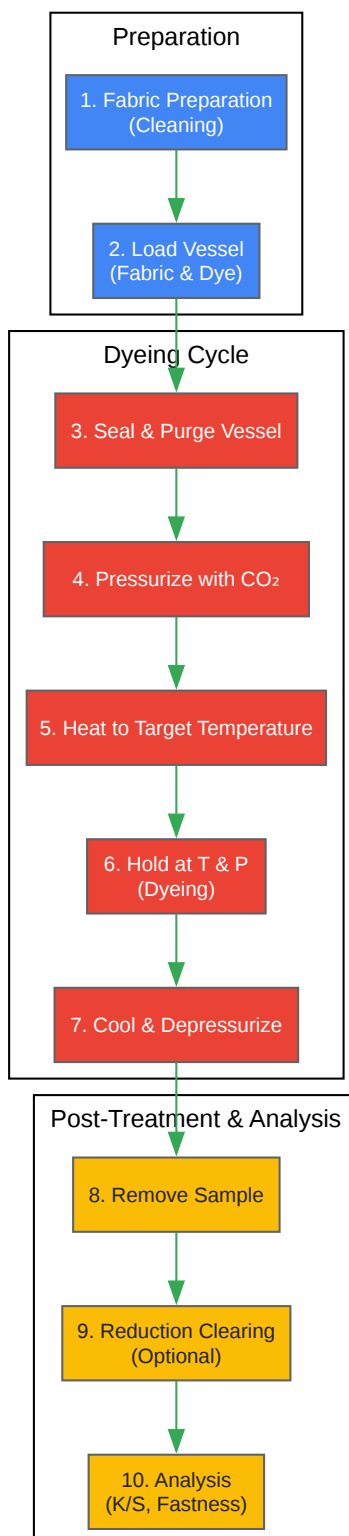 Preparation
1. Fabric Preparation
(Cleaning)
2. Load Vessel
(Fabric & Dye)
Dyeing Cycle
3. Seal & Purge Vessel
4. Pressurize with CO₂
5. Heat to Target Temperature
6. Hold at T & P
(Dyeing)
7. Cool & Depressurize
Post-Treatment & Analysis
8. Remove Sample
9. Reduction Clearing
(Optional)
10. Analysis
(K/S, Fastness)